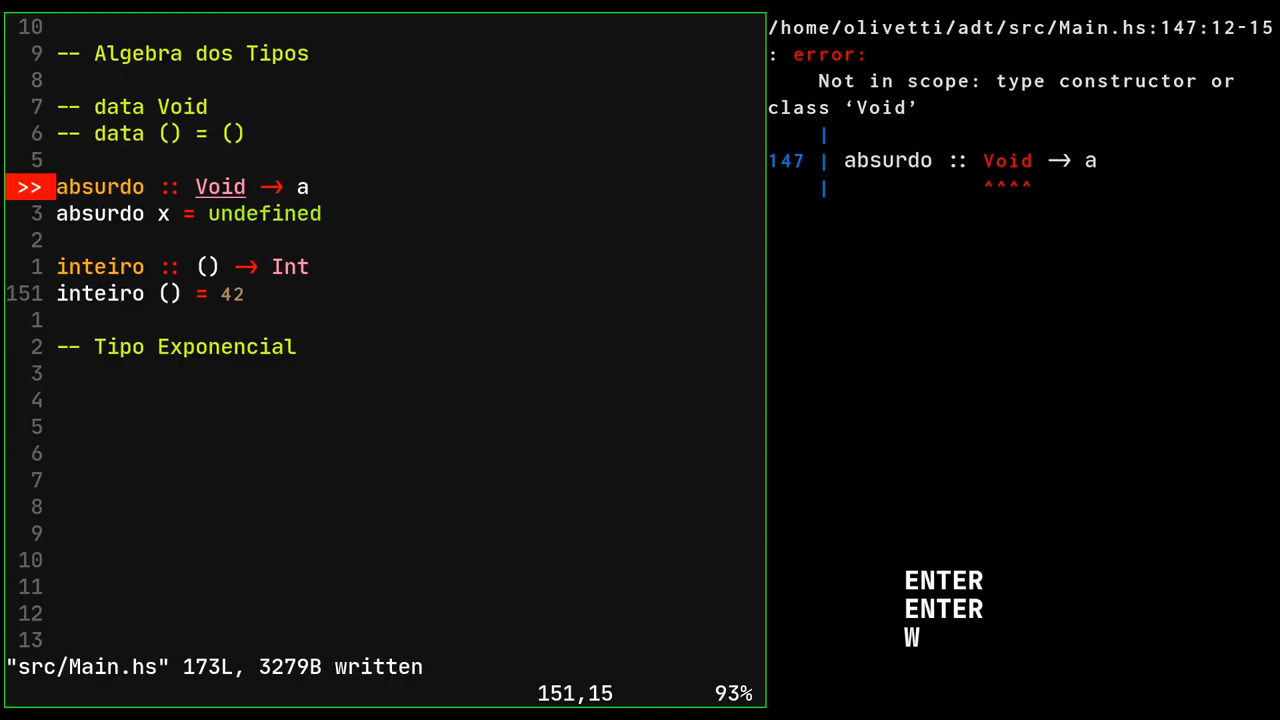 10
9 -- Algebra dos Tipos
8
7 -- data Void
6 -- data () = ()
5
>> absurdo :: Void -> a
3 absurdo x = undefined
2
1 inteiro :: () -> Int
151 inteiro () = 42
1
2 -- Tipo Exponencial
3
4
5
6
7
8
9
10
11
12
13
"src/Main.hs" 173L, 3279B written
151,15 93%
/home/olivetti/adt/src/Main.hs:147:12-15
: error:
Not in scope: type constructor or
class ‘Void’
|
147 | absurdo :: Void -> a
| ^^^^
ENTER
ENTER
W